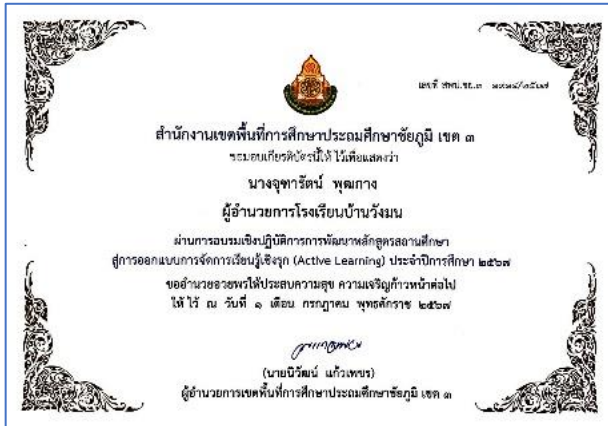 เลขที่ สพป.ชย.๓
สำนักงานเขตพื้นที่การศึกษาประถมศึกษาชัยภูมิ เขต ๓
ขอมอบเกียรติบัตรนี้ให้ ไว้เพื่อแสดงว่า
นางจุฑารัตน์ พุฒกาง
ผู้อำนวยการโรงเรียนบ้านวังมน
ผ่านการอบรมเชิงปฏิบัติการการพัฒนาหลักสูตรสถานศึกษา
สู่การออกแบบการจัดการเรียนรู้เชิงรุก (Active Learning) ประจำปีการศึกษา ๒๕๖๗
ขออำนวยอวยพรให้ประสบความสุข ความเจริญก้าวหน้าต่อไป
ให้ ไว้ ณ วันที่ ๑ เดือน กรกฎาคม พุทธศักราช ๒๕๖๗
(นายนิวัฒน์ แก้วเพชร)
ผู้อำนวยการเขตพื้นที่การศึกษาประถมศึกษาชัยภูมิ เขต ๓